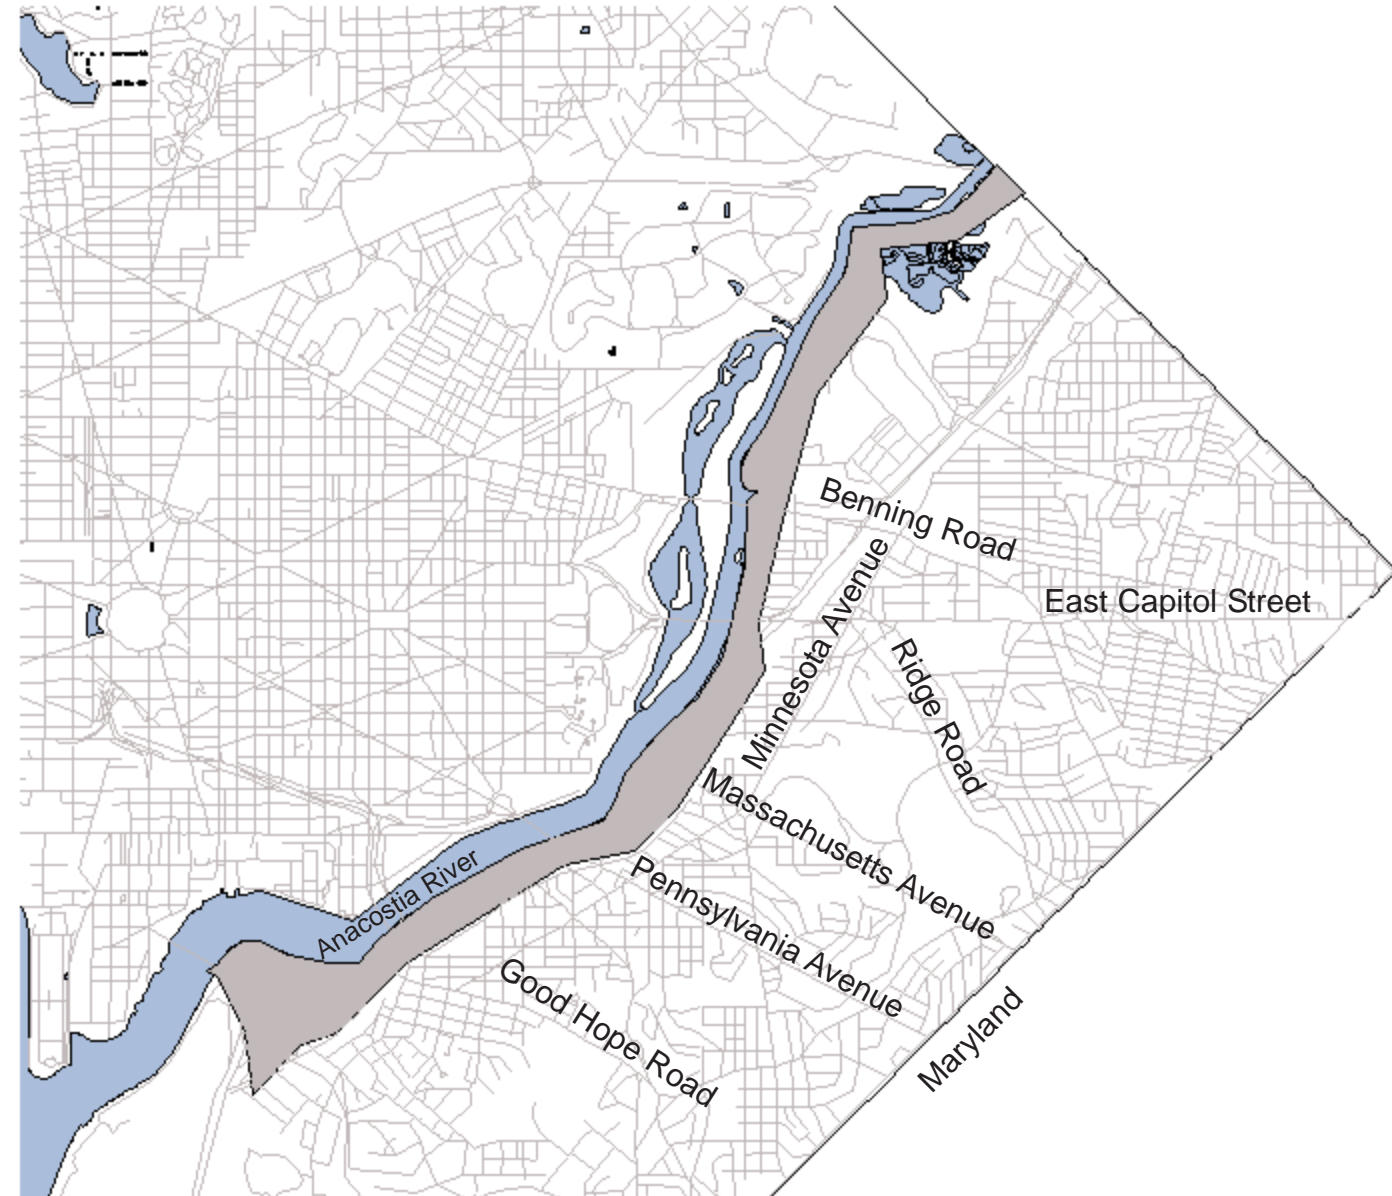 Benning Road
East Capitol Street
Minnesota Avenue
Ridge Road
Massachusetts Avenue
Anacostia River
Pennsylvania Avenue
Good Hope Road
Maryland